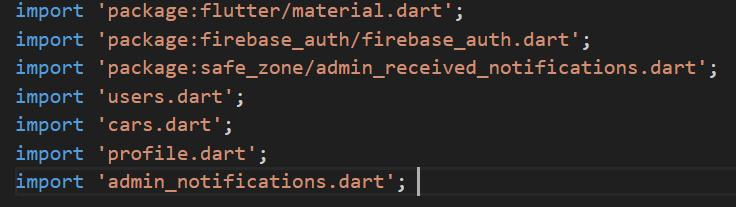 import 'package:flutter/material.dart';
import 'package:firebase_auth/firebase_auth.dart';
import 'package:safe_zone/admin_received_notifications.dart';
import 'users.dart';
import 'cars.dart';
import 'profile.dart';
import 'admin_notifications.dart';